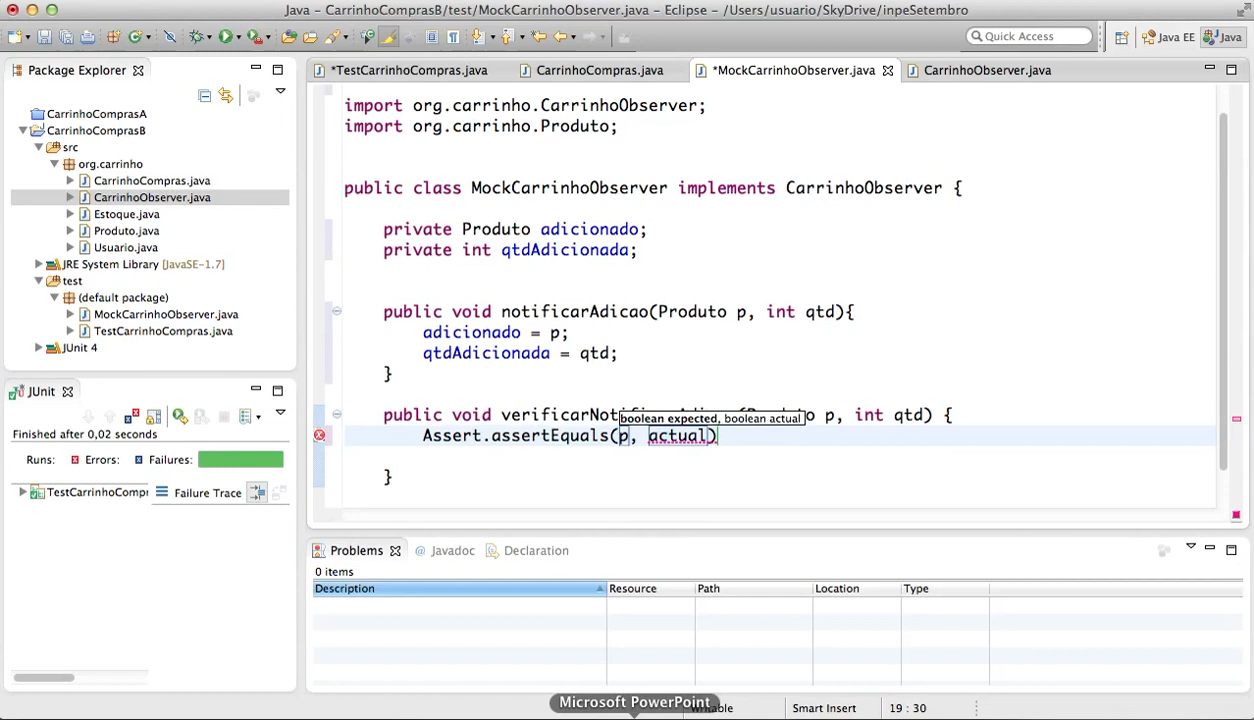 Java - CarrinhoComprasB/test/MockCarrinhoObserver.java - Eclipse - /Users/usuario/SkyDrive/inpeSetembro
Quick Access
Java EE
Java
Package Explorer
CarrinhoComprasA
CarrinhoComprasB
src
org.carrinho
CarrinhoCompras.java
CarrinhoObserver.java
Estoque.java
Produto.java
Usuario.java
JRE System Library [JavaSE-1.7]
test
(default package)
MockCarrinhoObserver.java
TestCarrinhoCompras.java
JUnit 4
JUnit
Finished after 0,02 seconds
Runs: Errors: Failures:
TestCarrinhoCompr
Failure Trace
*TestCarrinhoCompras.java
CarrinhoCompras.java
*MockCarrinhoObserver.java
CarrinhoObserver.java
import org.carrinho.CarrinhoObserver;
import org.carrinho.Produto;
public class MockCarrinhoObserver implements CarrinhoObserver {
private Produto adicionado;
private int qtdAdicionada;
public void notificarAdicao(Produto p, int qtd){
adicionado = p;
qtdAdicionada = qtd;
}
public void verificarNot
p, int qtd) {
boolean expected, boolean actual
Assert.assertEquals(p, actual)
}
Problems
@ Javadoc
Declaration
0 items
Description Resource Path Location Type
Microsoft PowerPoint
Smart Insert
19 : 30